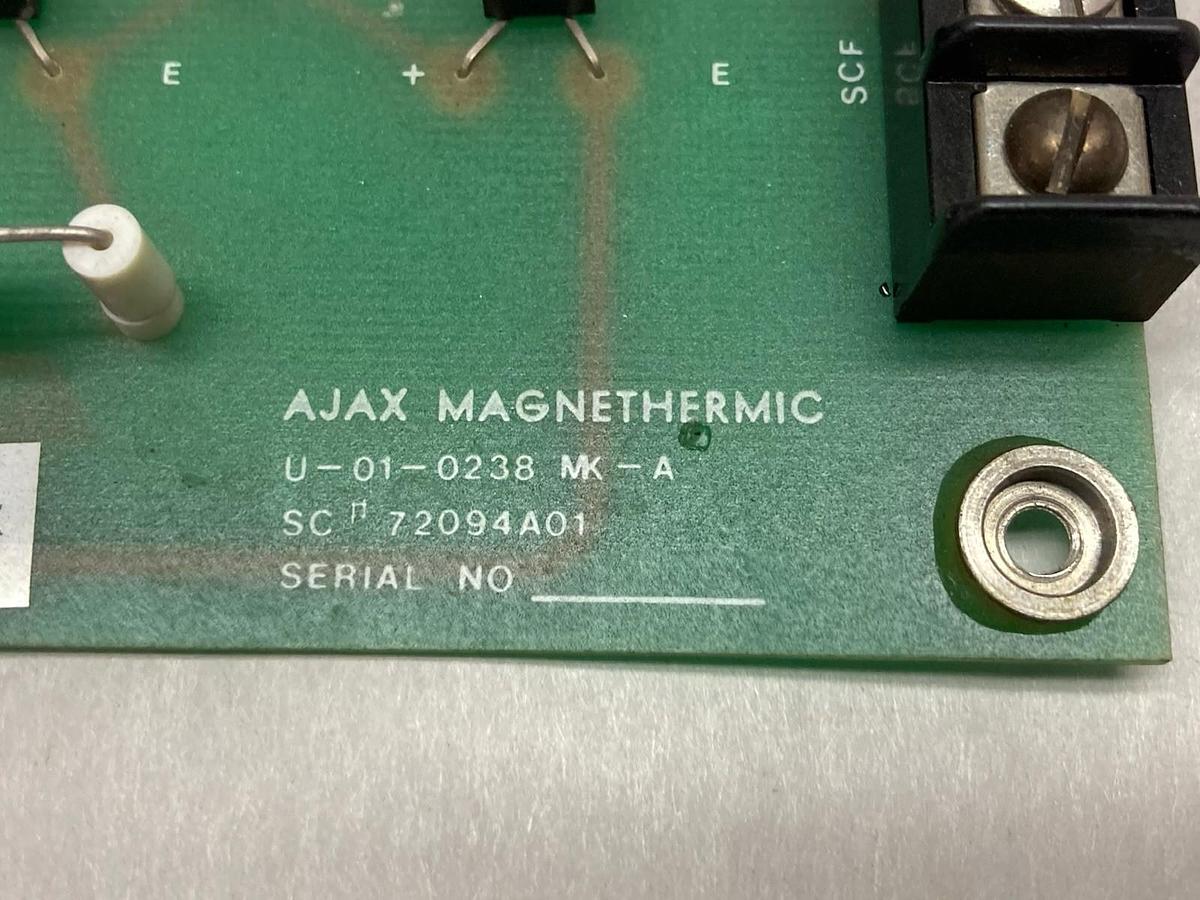 E
+
E
SCF
AJAX MAGNETHERMIC
U-01-0238 MK-A
SC П 72094A01
SERIAL NO